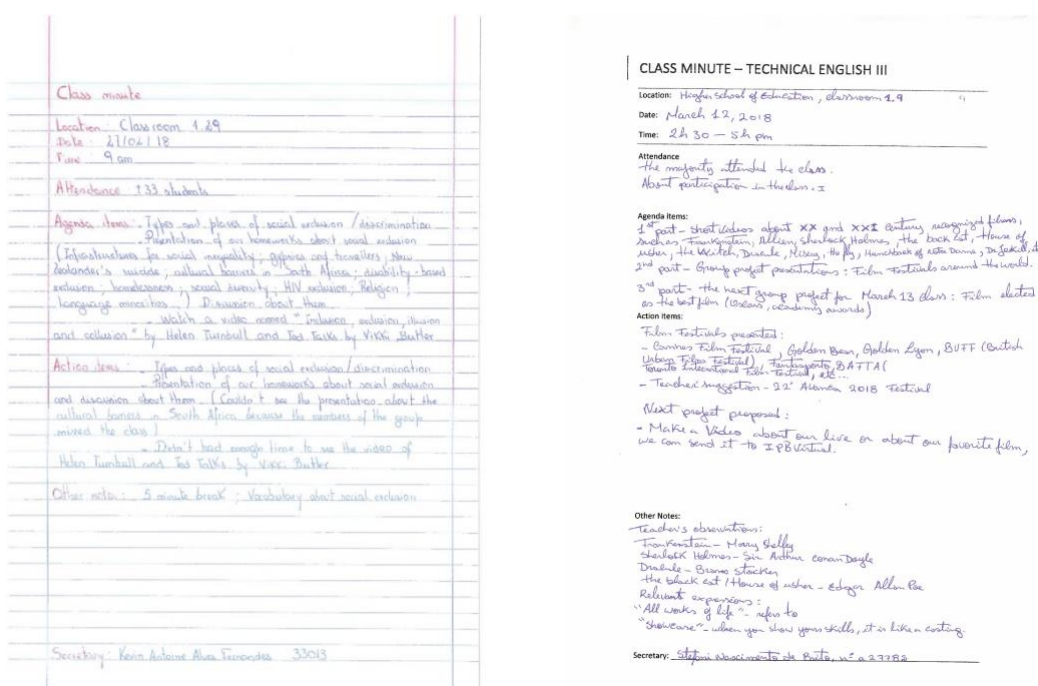 Class minute
Location: Classroom 1.29
Date: 27/02/18
Time: 9 am
Attendance: ±33 students
Agenda items: - Types and places of social exclusion / discrimination
- Presentation of our homeworks about social exclusion
(Infrastructures for social inequality; gypsies and travellers; New
Zealander's suicide; cultural barriers in South Africa; disability-based
exclusion; homelessness; sexual diversity; HIV exclusion; Religion;
language minorities...) Discussion about them.
- Watch a video named "Inclusion, exclusion, illusion
and collusion" by Helen Turnbull and Ted Talks by Vikki Butler
Action items: - Types and places of social exclusion/discrimination
- Presentation of our homeworks about social exclusion
and discussion about them. (Couldn't see the presentation about the
cultural barriers in South Africa because the members of the group
missed the class)
- Didn't had enough time to see the video of
Helen Turnbull and Ted Talks by Vikki Butler
Other notes: 5 minute break; Vocabulary about social exclusion
Secretary: Kevin Antoine Alves Fernandes 33013
CLASS MINUTE – TECHNICAL ENGLISH III
Location: Higher School of Education, classroom 1.9
Date: March 12, 2018
Time: 2h 30 — 5h pm
Attendance
the majority attended the class.
About participation in the class. I
Agenda items:
1st part - short videos about XX and XXI century, recognized films,
such as Frankenstein, Allien, Sherlock Holmes, the back cat, House of
usher, the Witch, Dracule, Misery, the fly, Hunchback of notre Dame, Dr. Jekill,
2nd part - Group project presentations: Film Festivals around the world.
3rd part - the next group project for March 13 class: Film elected
as the best film (Oscars, academy awards)
Action items:
Film Festivals presented:
- Cannes Film Festival, Golden Bear, Golden Lyon, BUFF (British
Urban Film Festival), Fantasporto, BAFTA(
Toronto International Film Festival, etc...
- Teacher suggestion - 22ª 2018 Festival
Next project proposed:
- Make a Video about our live or about our favorite film,
we can send it to IPB Virtual.
Other Notes:
Teacher's observations:
Frankenstein - Marry Shelley
Sherlock Holmes - Sir Arthur conan Doyle
Dracule - Bram Stocker
the black cat / House of usher - Edgar Allan Poe
Relevant expressions:
"All works of life" - refers to
"showcase" - when you show your skills, it is like a casting.
Secretary: Stefani Nascimento de Brito, nº a27782